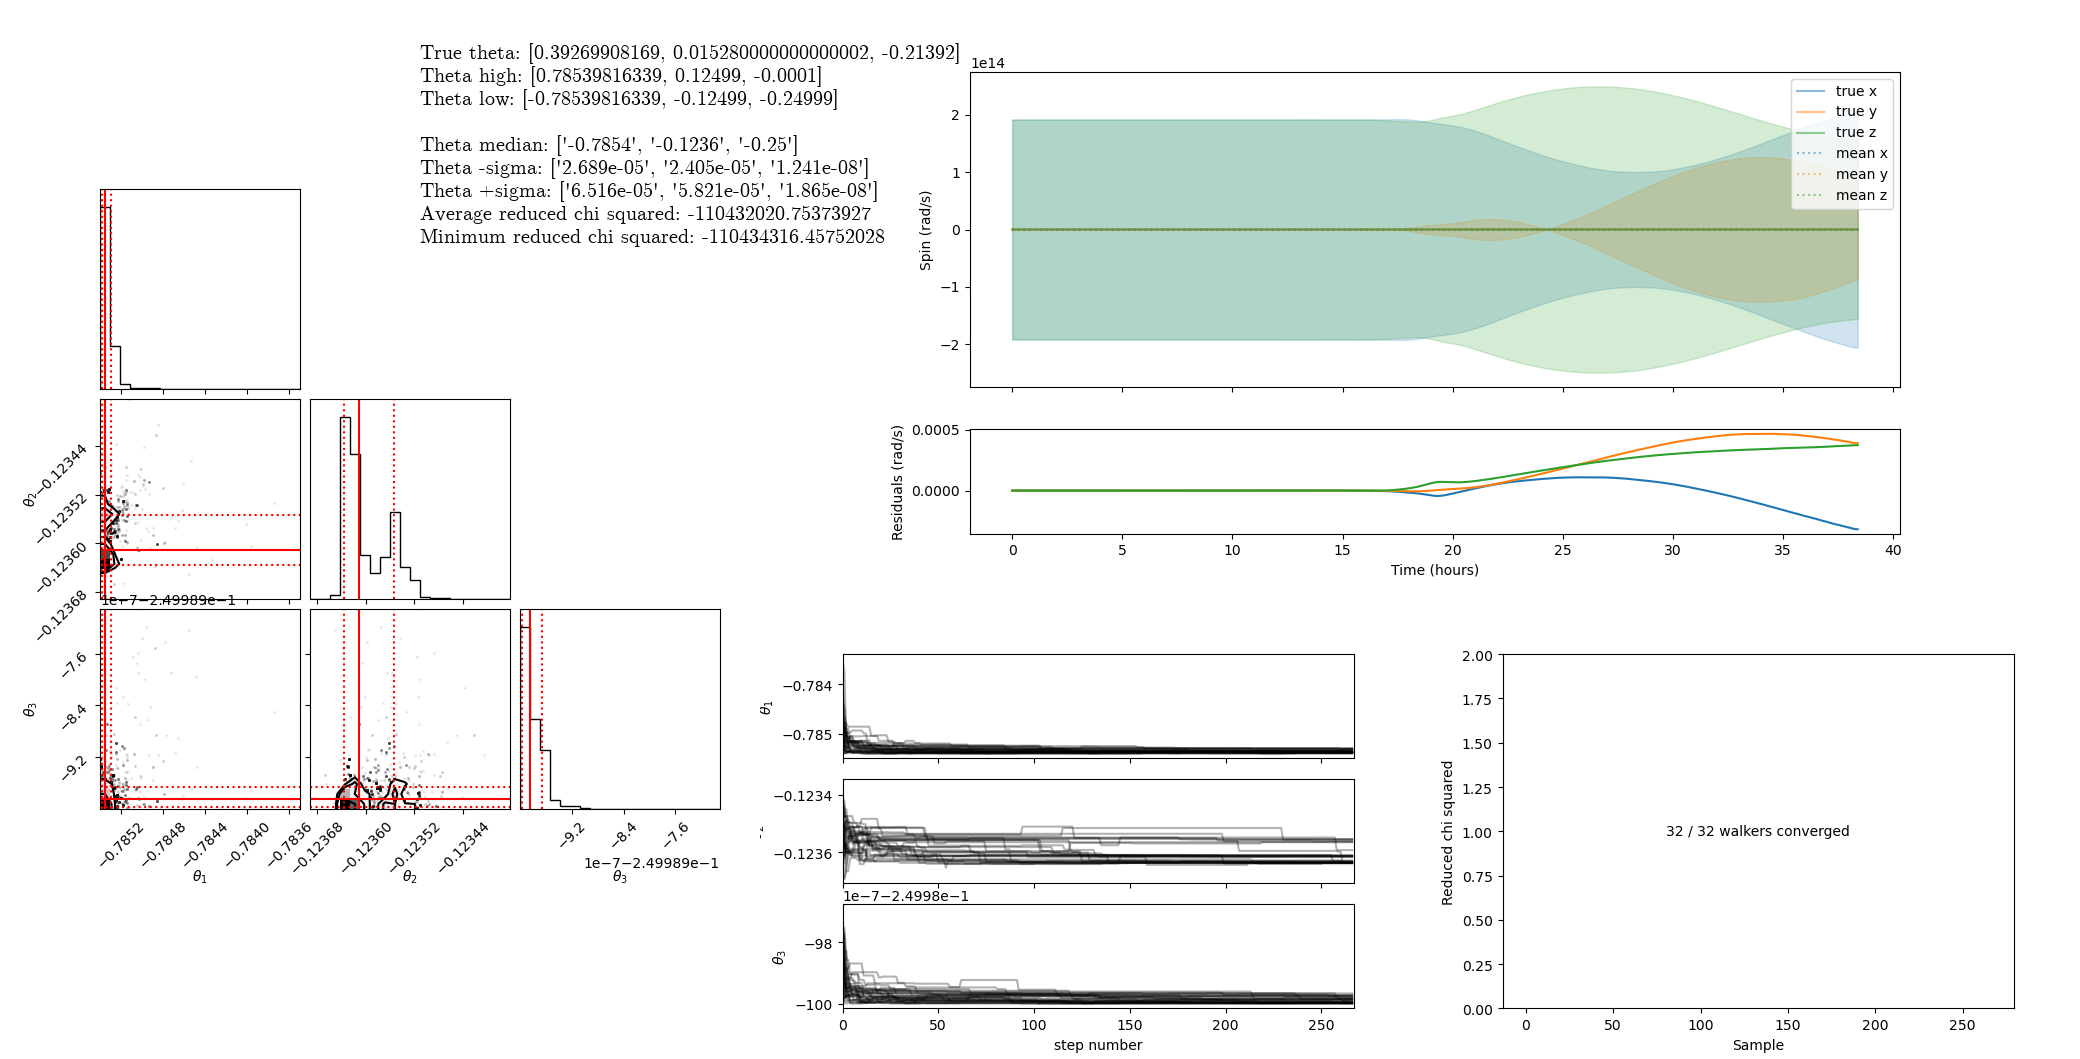 True theta: [0.39269908169, 0.015280000000000002, -0.21392]
Theta high: [0.78539816339, 0.12499, -0.0001]
Theta low: [-0.78539816339, -0.12499, -0.24999]
Theta median: ['-0.7854', '-0.1236', '-0.25']
Theta -sigma: ['2.689e-05', '2.405e-05', '1.241e-08']
Theta +sigma: ['6.516e-05', '5.821e-05', '1.865e-08']
Average reduced chi squared: -110432020.75373927
Minimum reduced chi squared: -110434316.45752028
1e14
2
1
0
−1
−2
Spin (rad/s)
true x
true y
true z
mean x
mean y
mean z
0.0005
0.0000
Residuals (rad/s)
0
5
10
15
20
25
30
35
40
Time (hours)
θ2
−0.12344
−0.12352
−0.12360
−0.12368
1e−7−2.49989e−1
θ3
−7.6
−8.4
−9.2
−0.7852
−0.7848
−0.7844
−0.7840
−0.7836
θ1
−0.12368
−0.12360
−0.12352
−0.12344
θ2
−9.2
−8.4
−7.6
1e−7−2.49989e−1
θ3
θ1
−0.784
−0.785
−0.1234
−0.1236
1e−7−2.4998e−1
θ3
−98
−100
0
50
100
150
200
250
step number
2.00
1.75
1.50
1.25
1.00
0.75
0.50
0.25
0.00
Reduced chi squared
32 / 32 walkers converged
0
50
100
150
200
250
Sample